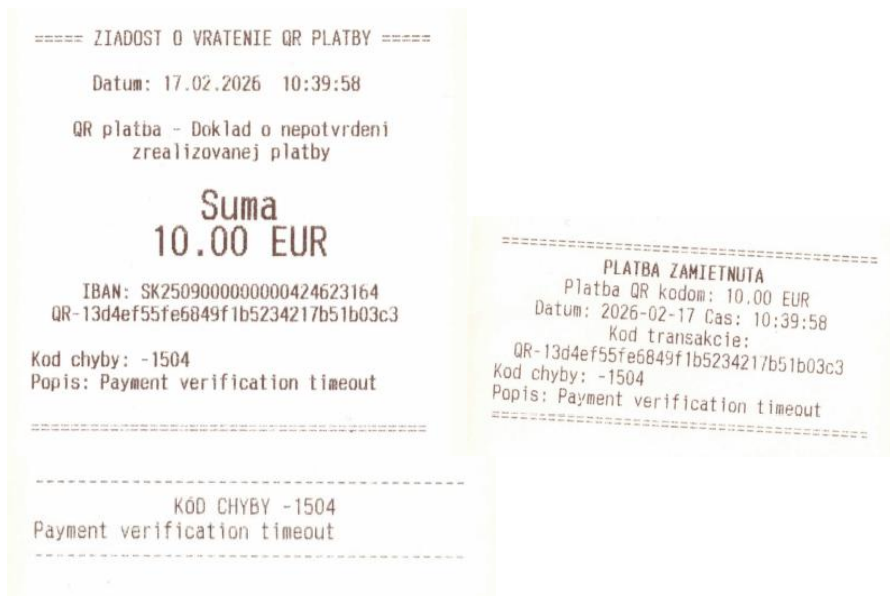 ===== ZIADOST O VRATENIE QR PLATBY =====
Datum: 17.02.2026 10:39:58
QR platba - Doklad o nepotvrdeni
zrealizovanej platby
Suma
10.00 EUR
IBAN: SK2509000000000424623164
QR-13d4ef55fe6849f1b5234217b51b03c3
Kod chyby: -1504
Popis: Payment verification timeout
KÓD CHYBY -1504
Payment verification timeout
PLATBA ZAMIETNUTA
Platba QR kodom: 10.00 EUR
Datum: 2026-02-17 Cas: 10:39:58
Kod transakcie:
QR-13d4ef55fe6849f1b5234217b51b03c3
Kod chyby: -1504
Popis: Payment verification timeout